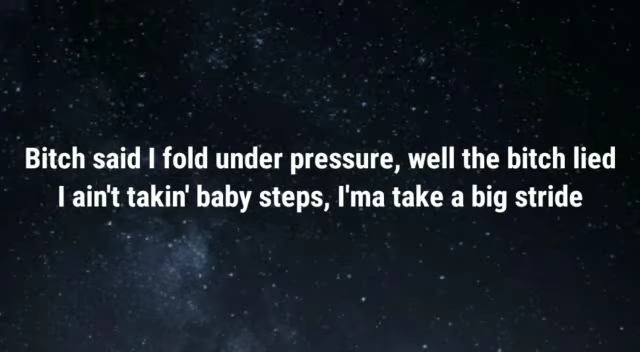 Bitch said I fold under pressure, well the bitch lied
I ain't takin' baby steps, I'ma take a big stride